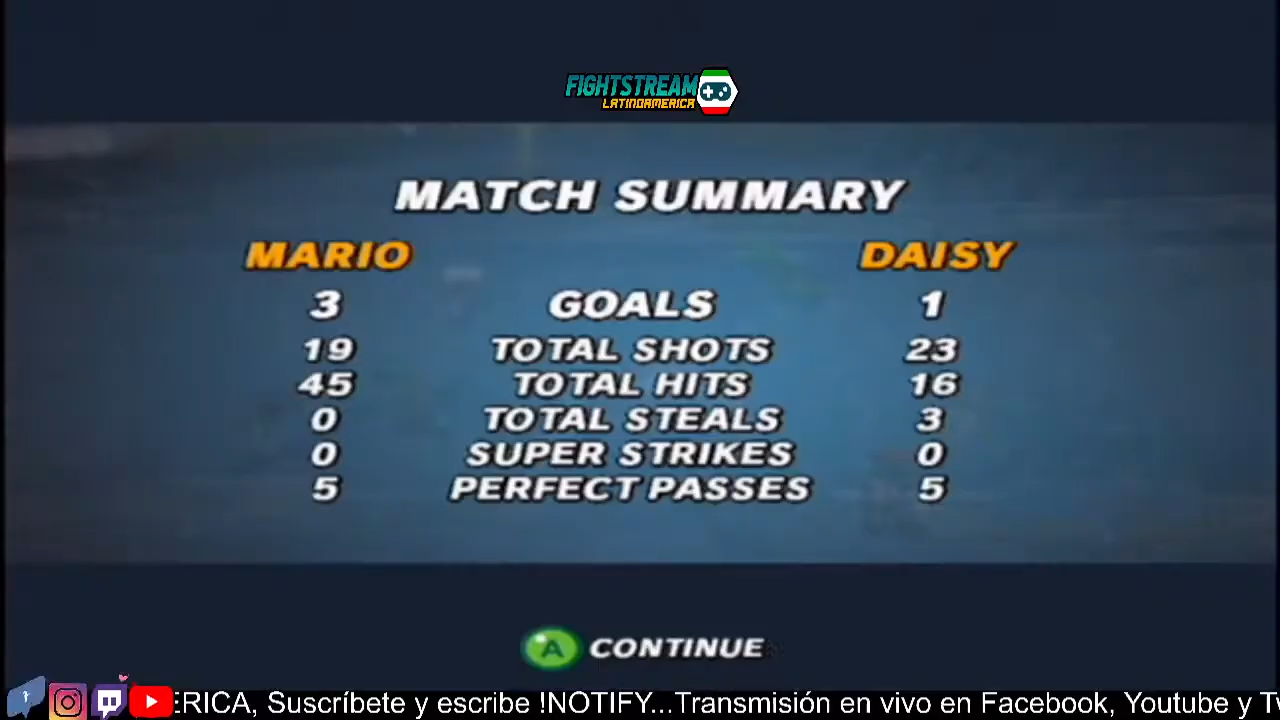 FIGHTSTREAM
LATINOAMERICA
MATCH SUMMARY
MARIO DAISY
3 GOALS 1
19 TOTAL SHOTS 23
45 TOTAL HITS 16
0 TOTAL STEALS 3
0 SUPER STRIKES 0
5 PERFECT PASSES 5
A CONTINUE
ERICA, Suscríbete y escribe !NOTIFY...Transmisión en vivo en Facebook, Youtube y Tw